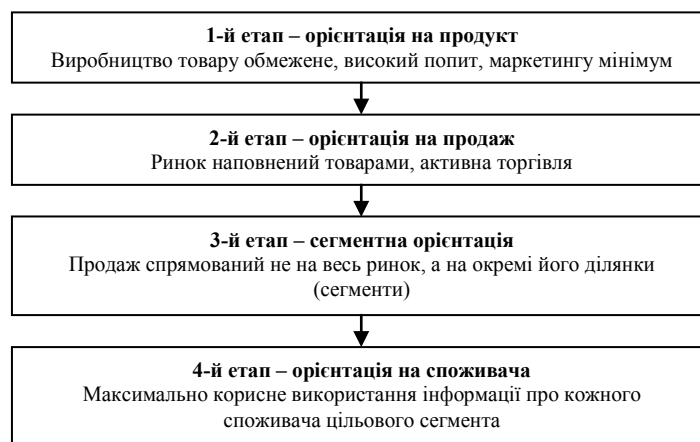 1-й етап – орієнтація на продукт
Виробництво товару обмежене, високий попит, маркетингу мінімум
2-й етап – орієнтація на продаж
Ринок наповнений товарами, активна торгівля
3-й етап – сегментна орієнтація
Продаж спрямований не на весь ринок, а на окремі його ділянки
(сегменти)
4-й етап – орієнтація на споживача
Максимально корисне використання інформації про кожного
споживача цільового сегмента